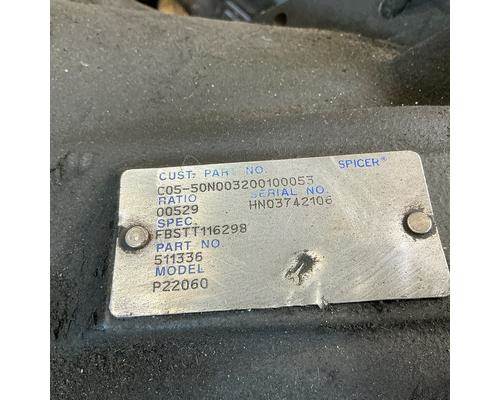 CUST. PART NO. SPICER®
C05-50N003200100053
RATIO SERIAL NO.
00529 HN03742106
SPEC.
FBSTT116298
PART NO.
511336
MODEL
P22060